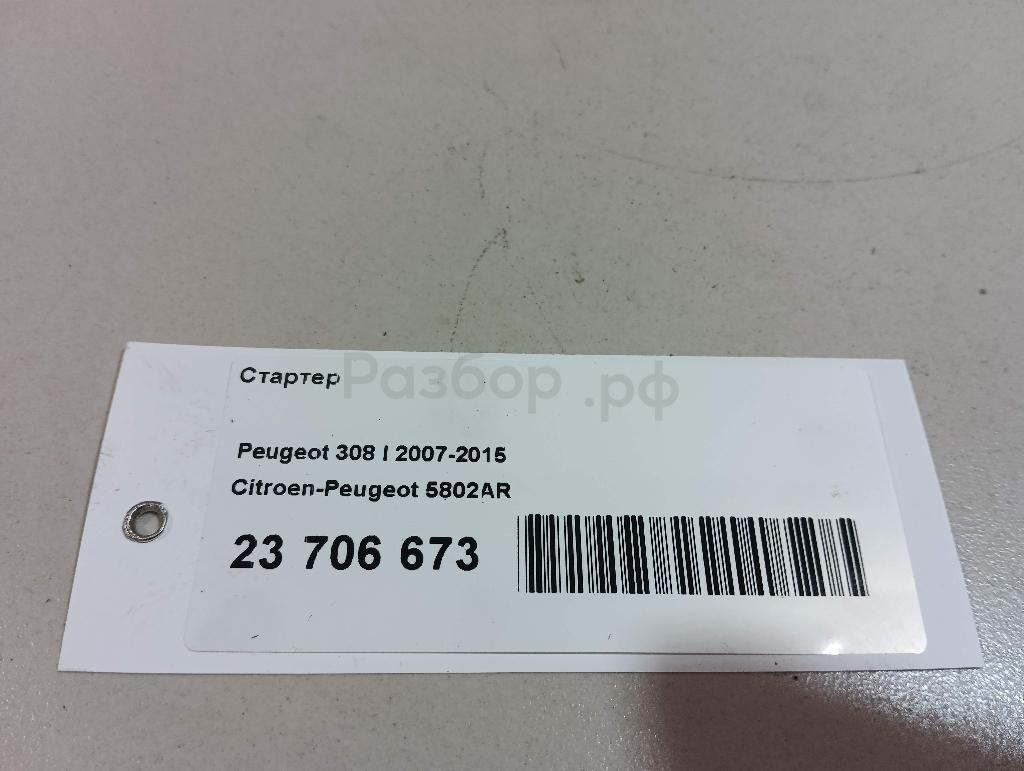 Стартер
Разбор .рф
Peugeot 308 I 2007-2015
Citroen-Peugeot 5802AR
23 706 673